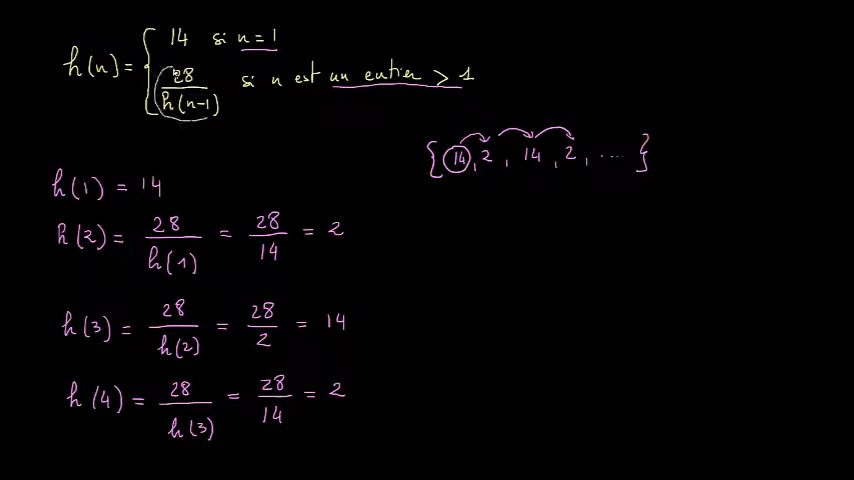 h(n) = { 14 si n = 1
28 / h(n-1) si n est un entier > 1
{ 14, 2, 14, 2, .... }
h(1) = 14
h(2) = 28 / h(1) = 28 / 14 = 2
h(3) = 28 / h(2) = 28 / 2 = 14
h(4) = 28 / h(3) = 28 / 14 = 2